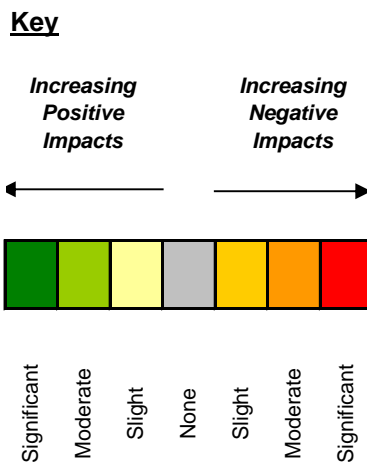 Key
Increasing
Positive
Impacts
Increasing
Negative
Impacts
Significant
Moderate
Slight
None
Slight
Moderate
Significant